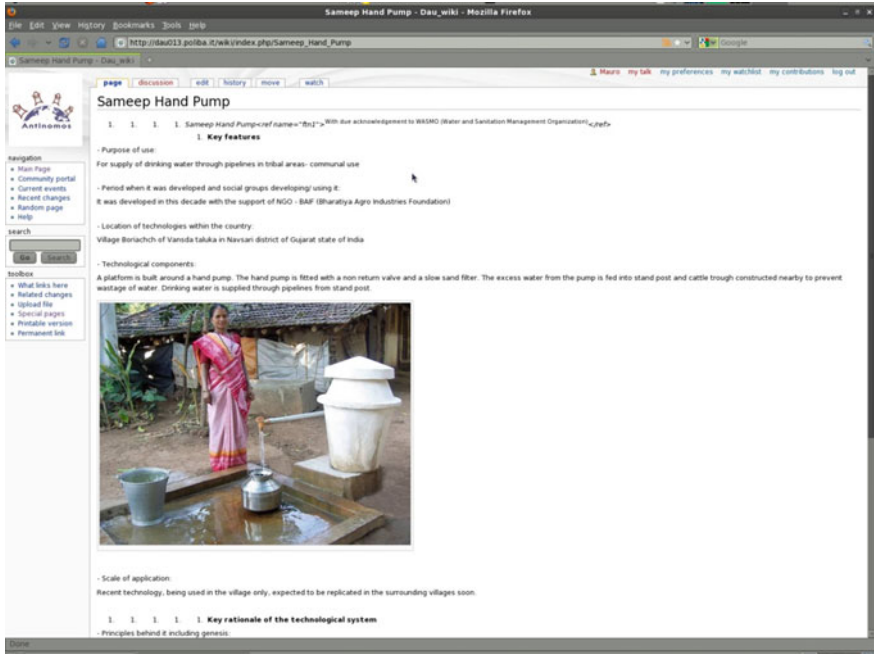 Sameep Hand Pump - Dau_wiki - Mozilla Firefox
File Edit View History Bookmarks Tools Help
http://dau013.poliba.it/wiki/index.php/Sameep_Hand_Pump
Google
Sameep Hand Pump - Dau_wiki
Mauro my talk my preferences my watchlist my contributions log out
page discussion edit history move watch
Antinomos
Sameep Hand Pump
1. 1. 1. 1. Sameep Hand Pump<ref name="ftn1">With due acknowledgement to WASMO (Water and Sanitation Management Organization)</ref>
1. Key features
- Purpose of use:
For supply of drinking water through pipelines in tribal areas- communal use
- Period when it was developed and social groups developing/ using it:
It was developed in this decade with the support of NGO - BAIF (Bharatiya Agro Industries Foundation)
- Location of technologies within the country:
Village Boriachch of Vansda taluka in Navsari district of Gujarat state of India
- Technological components:
A platform is built around a hand pump. The hand pump is fitted with a non return valve and a slow sand filter. The excess water from the pump is fed into stand post and cattle trough constructed nearby to prevent
wastage of water. Drinking water is supplied through pipelines from stand post.
- Scale of application:
Recent technology, being used in the village only, expected to be replicated in the surrounding villages soon.
1. 1. 1. 1. 1. Key rationale of the technological system
- Principles behind it including genesis:
navigation
Main Page
Community portal
Current events
Recent changes
Random page
Help
search
Go Search
toolbox
What links here
Related changes
Upload file
Special pages
Printable version
Permanent link
Done